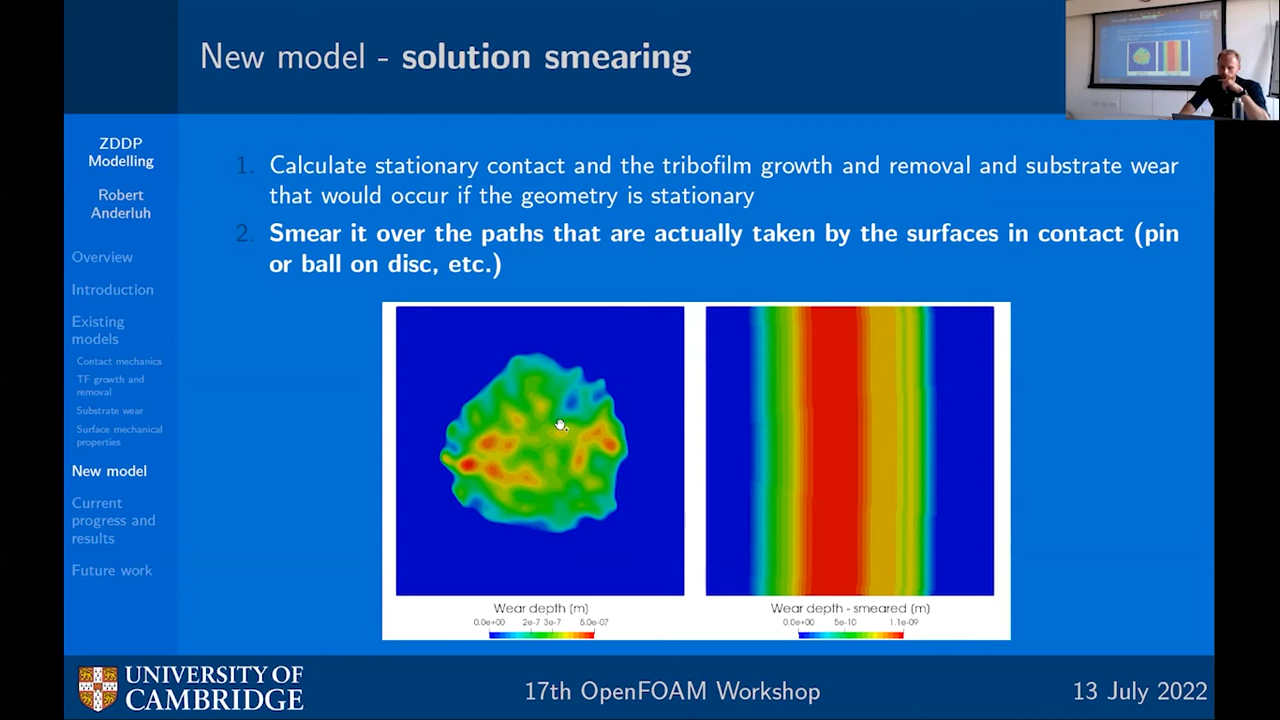 New model - solution smearing
ZDDP
Modelling
Robert
Anderluh
Overview
Introduction
Existing
models
Contact mechanics
TF growth and
removal
Substrate wear
Surface mechanical
properties
New model
Current
progress and
results
Future work
1. Calculate stationary contact and the tribofilm growth and removal and substrate wear
that would occur if the geometry is stationary
2. Smear it over the paths that are actually taken by the surfaces in contact (pin
or ball on disc, etc.)
Wear depth (m)
0.0e+00 2e-7 3e-7 5.0e-07
Wear depth - smeared (m)
0.0e+00 5e-10 1.1e-09
UNIVERSITY OF
CAMBRIDGE
17th OpenFOAM Workshop
13 July 2022